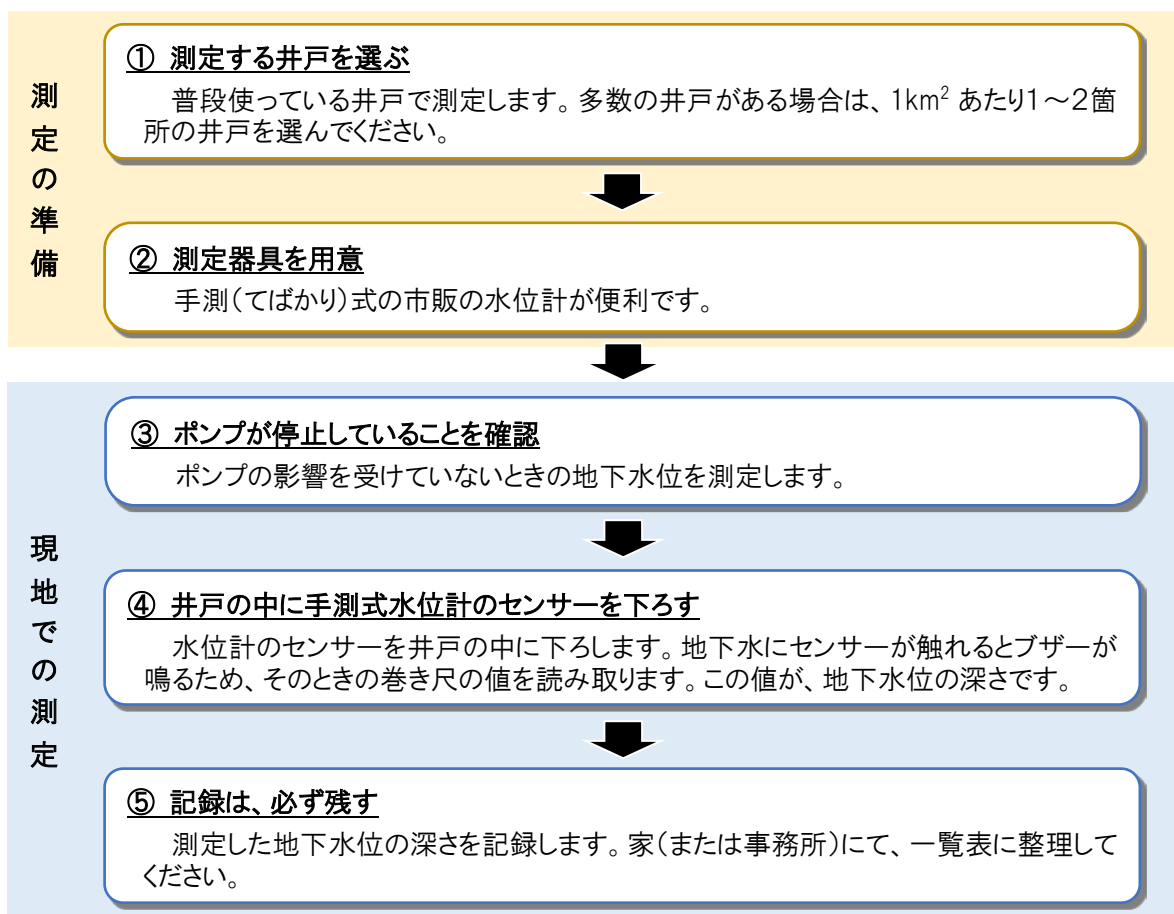 測定の準備
① 測定する井戸を選ぶ
普段使っている井戸で測定します。多数の井戸がある場合は、1km² あたり1～2箇
所の井戸を選んでください。
② 測定器具を用意
手測(てばかり)式の市販の水位計が便利です。
現地での測定
③ ポンプが停止していることを確認
ポンプの影響を受けていないときの地下水位を測定します。
④ 井戸の中に手測式水位計のセンサーを下ろす
水位計のセンサーを井戸の中に下ろします。地下水にセンサーが触れるとブザーが
鳴るため、そのときの巻き尺の値を読み取ります。この値が、地下水位の深さです。
⑤ 記録は、必ず残す
測定した地下水位の深さを記録します。家(または事務所)にて、一覧表に整理して
ください。